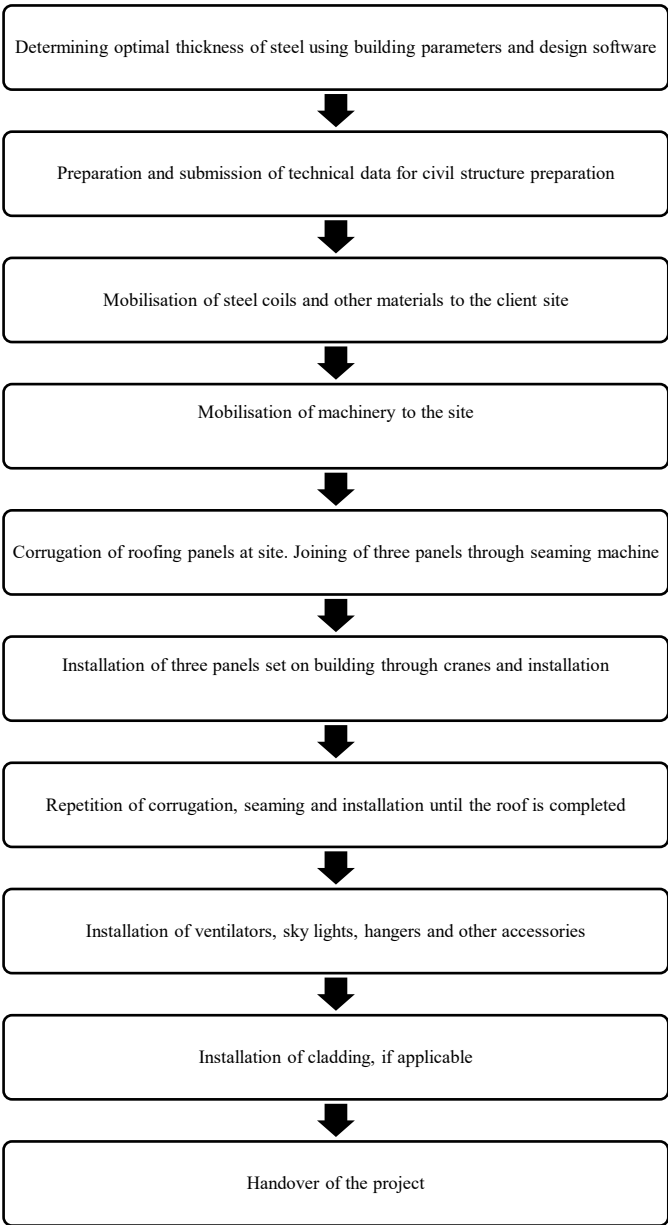 Determining optimal thickness of steel using building parameters and design software
Preparation and submission of technical data for civil structure preparation
Mobilisation of steel coils and other materials to the client site
Mobilisation of machinery to the site
Corrugation of roofing panels at site. Joining of three panels through seaming machine
Installation of three panels set on building through cranes and installation
Repetition of corrugation, seaming and installation until the roof is completed
Installation of ventilators, sky lights, hangers and other accessories
Installation of cladding, if applicable
Handover of the project